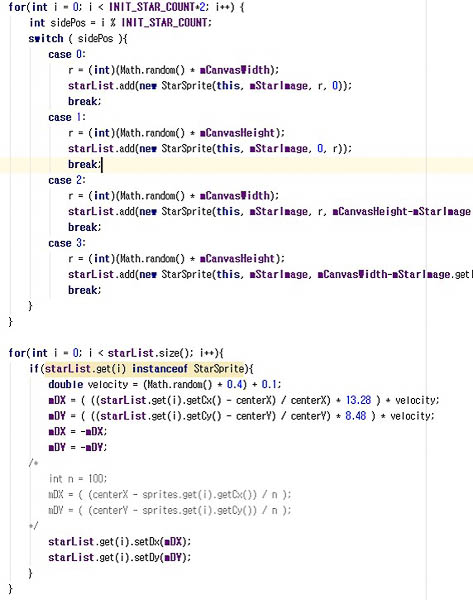 for(int i = 0; i < INIT_STAR_COUNT*2; i++) {
int sidePos = i % INIT_STAR_COUNT;
switch ( sidePos ){
case 0:
r = (int)(Math.random() * mCanvasWidth);
starList.add(new StarSprite(this, mStarImage, r, 0));
break;
case 1:
r = (int)(Math.random() * mCanvasHeight);
starList.add(new StarSprite(this, mStarImage, 0, r));
break;
case 2:
r = (int)(Math.random() * mCanvasWidth);
starList.add(new StarSprite(this, mStarImage, r, mCanvasHeight-mStarImage
break;
case 3:
r = (int)(Math.random() * mCanvasHeight);
starList.add(new StarSprite(this, mStarImage, mCanvasWidth-mStarImage.get
break;
}
}
for(int i = 0; i < starList.size(); i++){
if(starList.get(i) instanceof StarSprite){
double velocity = (Math.random() + 0.4) + 0.1;
mDX = ( ((starList.get(i).getCx() - centerX) / centerX) * 13.28 ) * velocity;
mDY = ( ((starList.get(i).getCy() - centerY) / centerY) * 8.48 ) * velocity;
mDX = -mDX;
mDY = -mDY;
/*
int n = 100;
mDX = ( (centerX - sprites.get(i).getCx()) / n );
mDY = ( (centerY - sprites.get(i).getCy()) / n );
*/
starList.get(i).setDx(mDX);
starList.get(i).setDy(mDY);
}
}